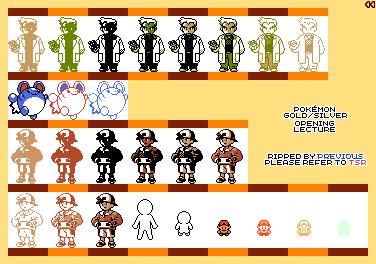 POKéMON
GOLD/SILVER
OPENING
LECTURE
RIPPED BY PREVIOUS
PLEASE REFER TO TSR